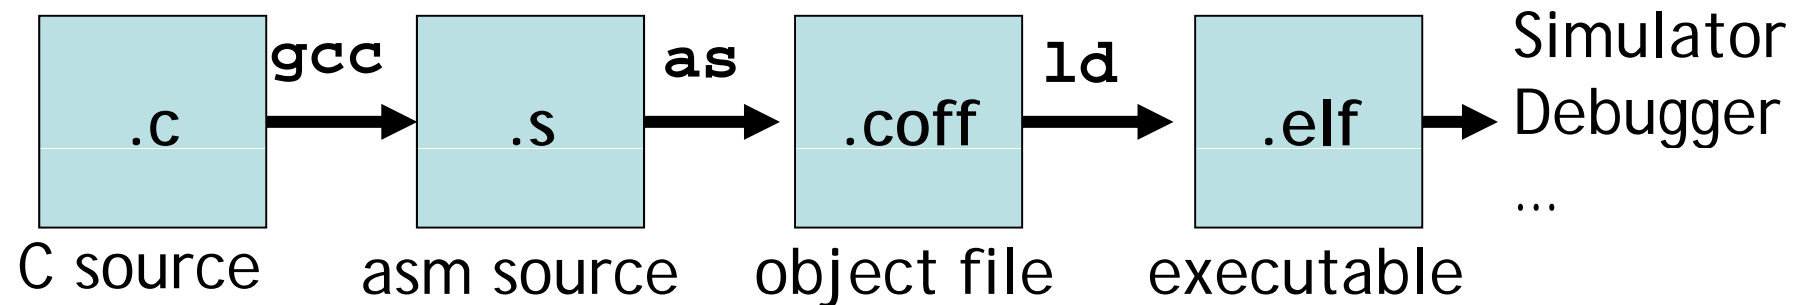 gcc
as
ld
Simulator
Debugger
...
.c
.s
.coff
.elf
C source
asm source
object file
executable